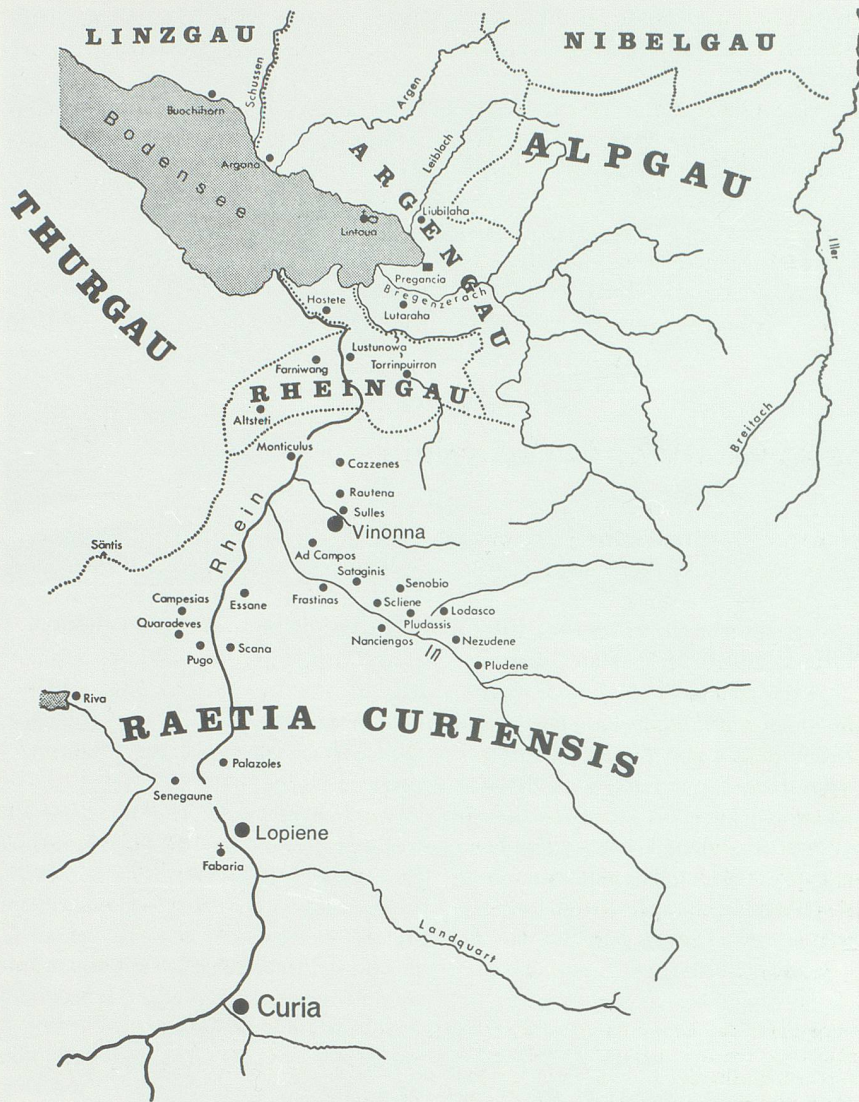 LINZGAU
NIBELGAU
Schussen
Argen
Buochihorn
Bodensee
Argona
ARGENGAU
Leiblach
ALPGAU
THURGAU
Liubilaha
Lintoua
Iller
Pregancia
Bregenzerach
Hostete
Lutaraha
Lustunowa
Farniwang
Torrinpuirron
RHEINGAU
Altsteti
Breitach
Monticulus
Cazzenes
Rautena
Sulles
Vinonna
Rhein
Säntis
Ad Campos
Sataginis
Senobio
Frastinas
Scliene
Lodasco
Campesias
Essane
Pludassis
Quaradeves
Nanciengos
Nezudene
Pugo
Scana
In
Pludene
Riva
RAETIA CURIENSIS
Palazoles
Senegaune
Lopiene
Fabaria
Landquart
Curia